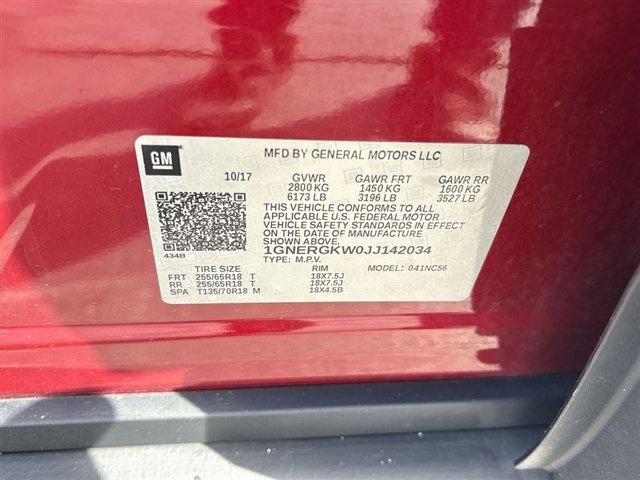 GM
MFD BY GENERAL MOTORS LLC
10/17 GVWR GAWR FRT GAWR RR
2800 KG 1450 KG 1600 KG
6173 LB 3196 LB 3527 LB
THIS VEHICLE CONFORMS TO ALL
APPLICABLE U.S. FEDERAL MOTOR
VEHICLE SAFETY STANDARDS IN EFFECT
ON THE DATE OF MANUFACTURE
SHOWN ABOVE.
1GNERGKW0JJ142034
434B TYPE: M.P.V.
TIRE SIZE RIM MODEL: 041NC56
FRT 255/65R18 T 18X7.5J
RR 255/65R18 T 18X7.5J
SPA T135/70R18 M 18X4.5B